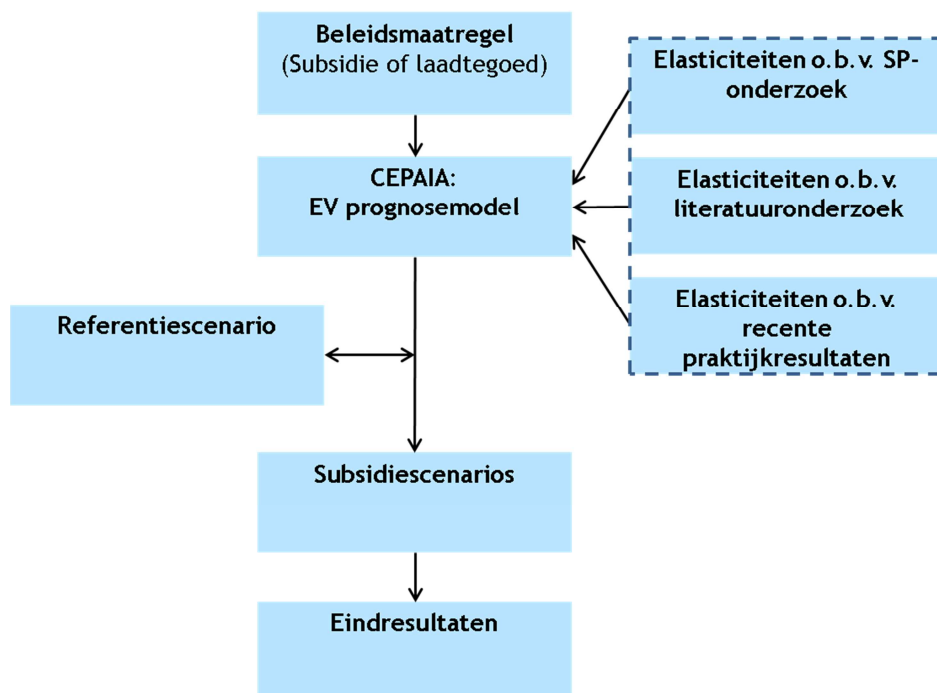 Beleidsmaatregel
(Subsidie of laadtegoed)
Elasticiteiten o.b.v. SP-
onderzoek
CEPAIA:
EV prognosemodel
Elasticiteiten o.b.v.
literatuuronderzoek
Elasticiteiten o.b.v.
recente
praktijkresultaten
Referentiescenario
Subsidiescenarios
Eindresultaten